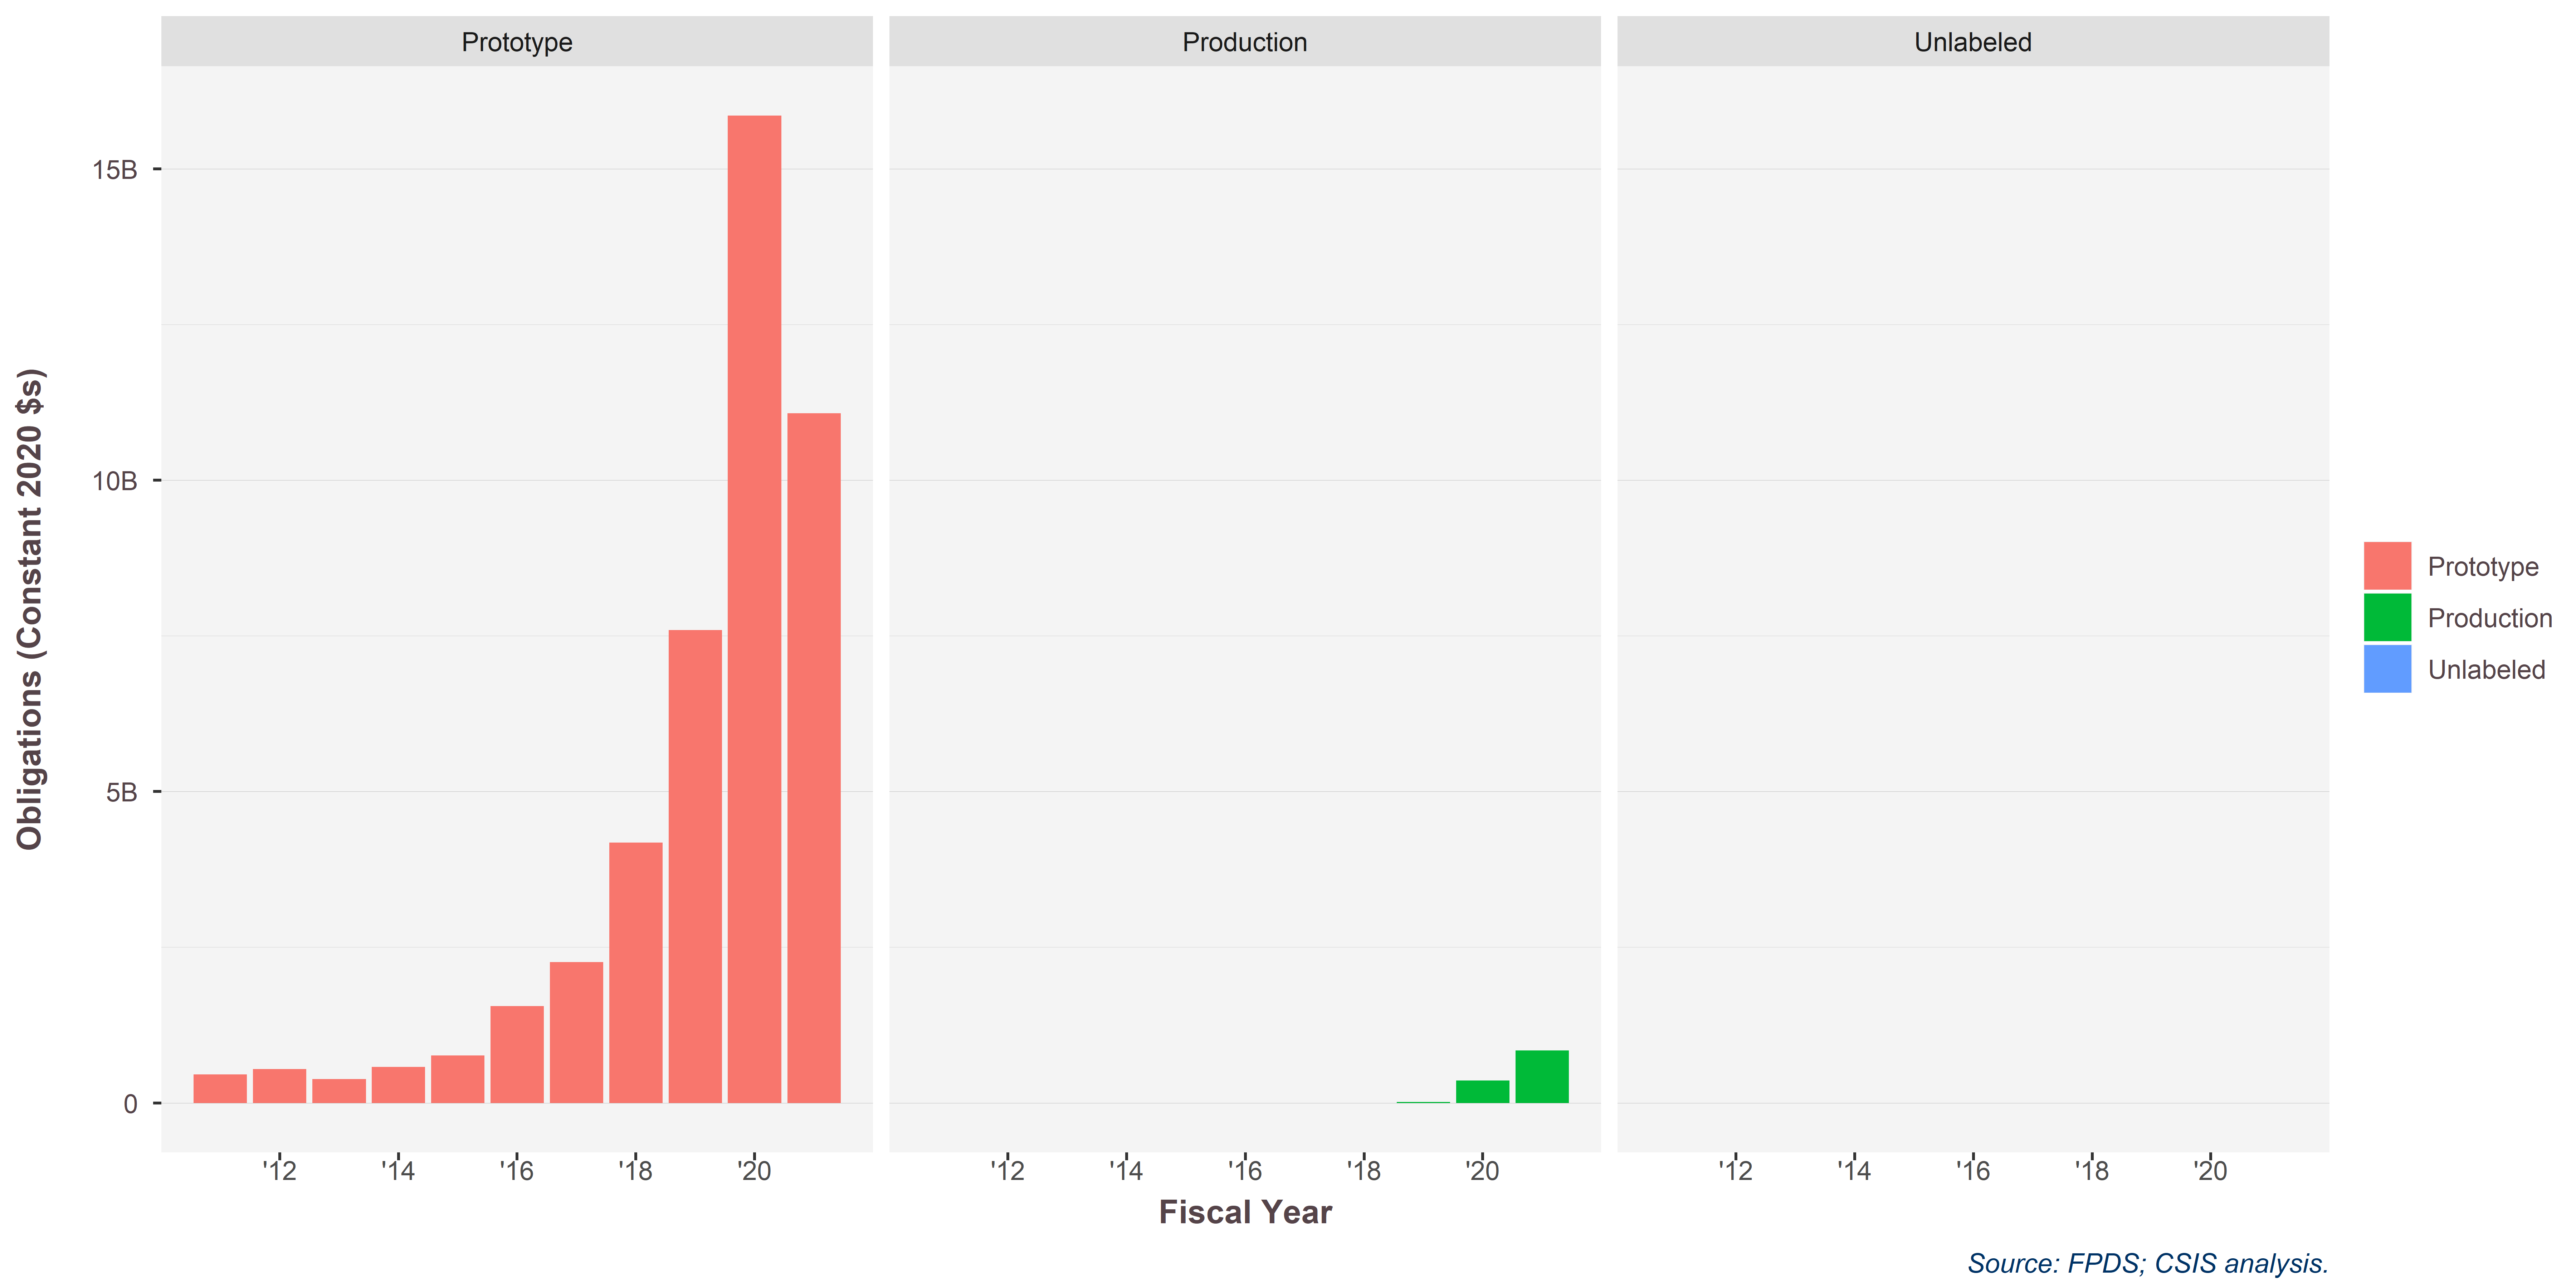 Prototype
Production
Unlabeled
Obligations (Constant 2020 $s)
15B
10B
5B
0
'12 '14 '16 '18 '20
'12 '14 '16 '18 '20
'12 '14 '16 '18 '20
Fiscal Year
Prototype
Production
Unlabeled
Source: FPDS; CSIS analysis.